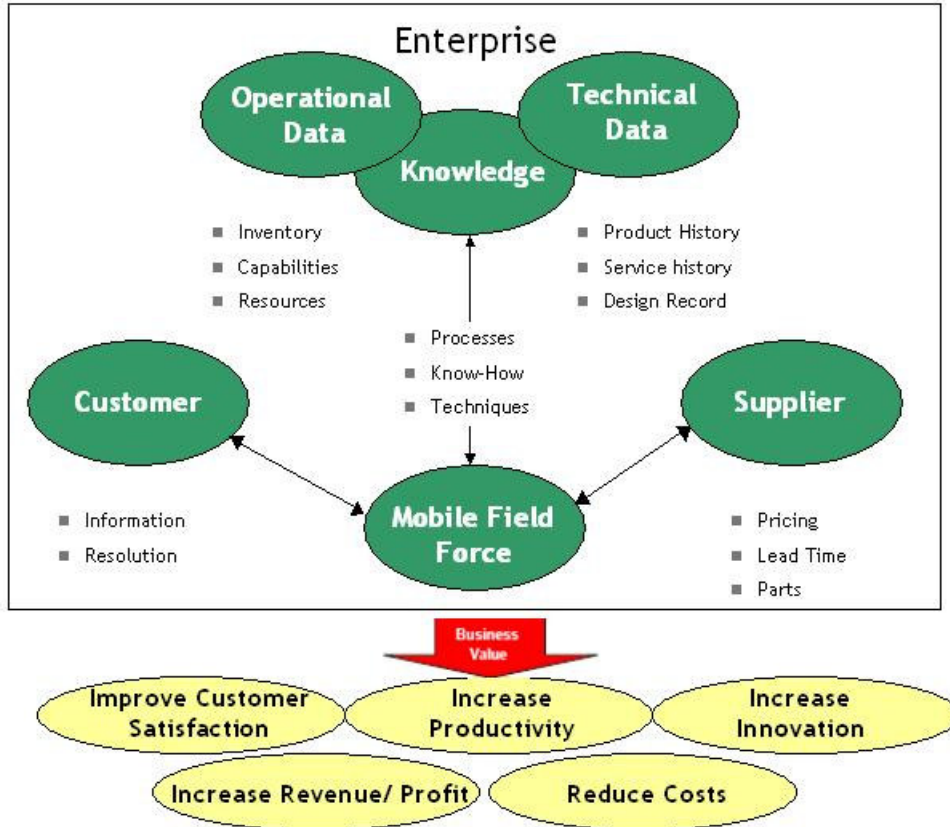 Enterprise
Operational
Data
Technical
Data
Knowledge
Inventory
Capabilities
Resources
Product History
Service history
Design Record
Processes
Know-How
Techniques
Customer
Supplier
Information
Resolution
Mobile Field
Force
Pricing
Lead Time
Parts
Business
Value
Improve Customer
Satisfaction
Increase
Productivity
Increase
Innovation
Increase Revenue/ Profit
Reduce Costs